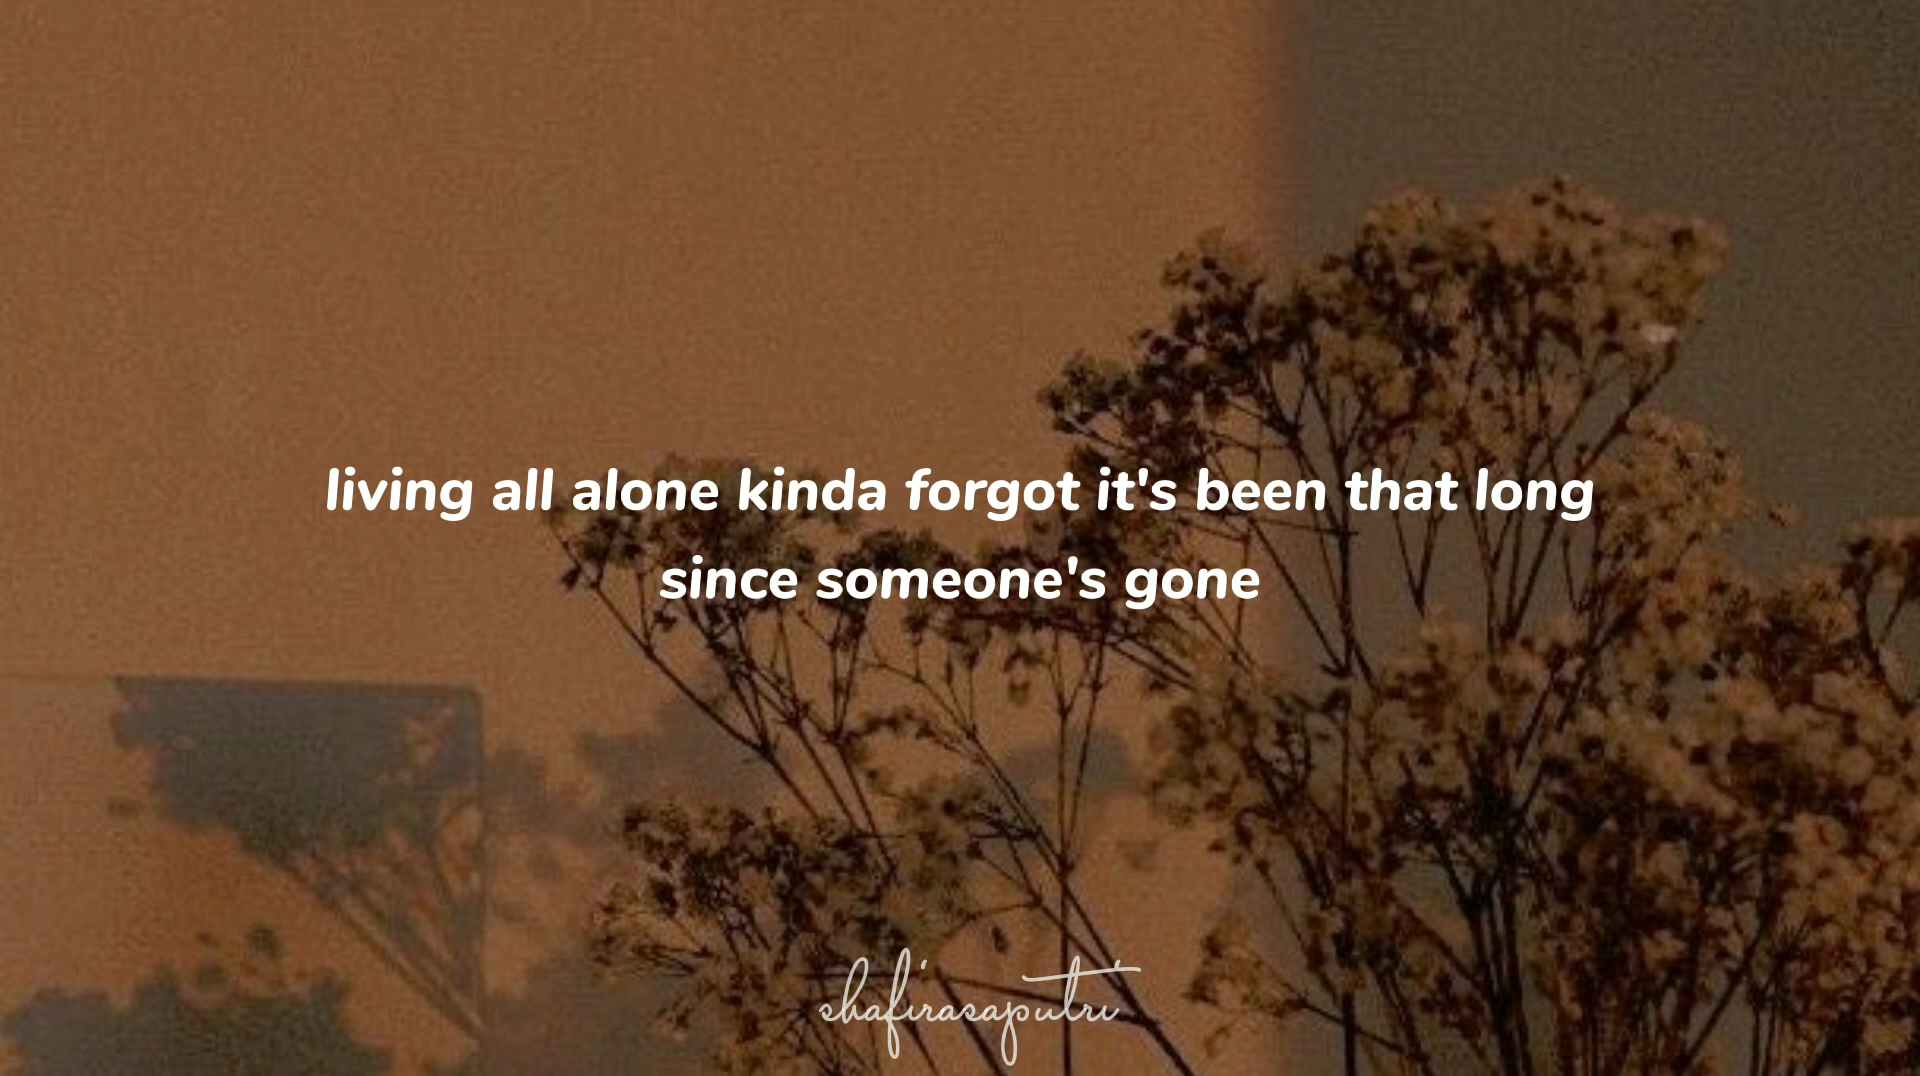 living all alone kinda forgot it's been that long
since someone's gone
shafirasaputri